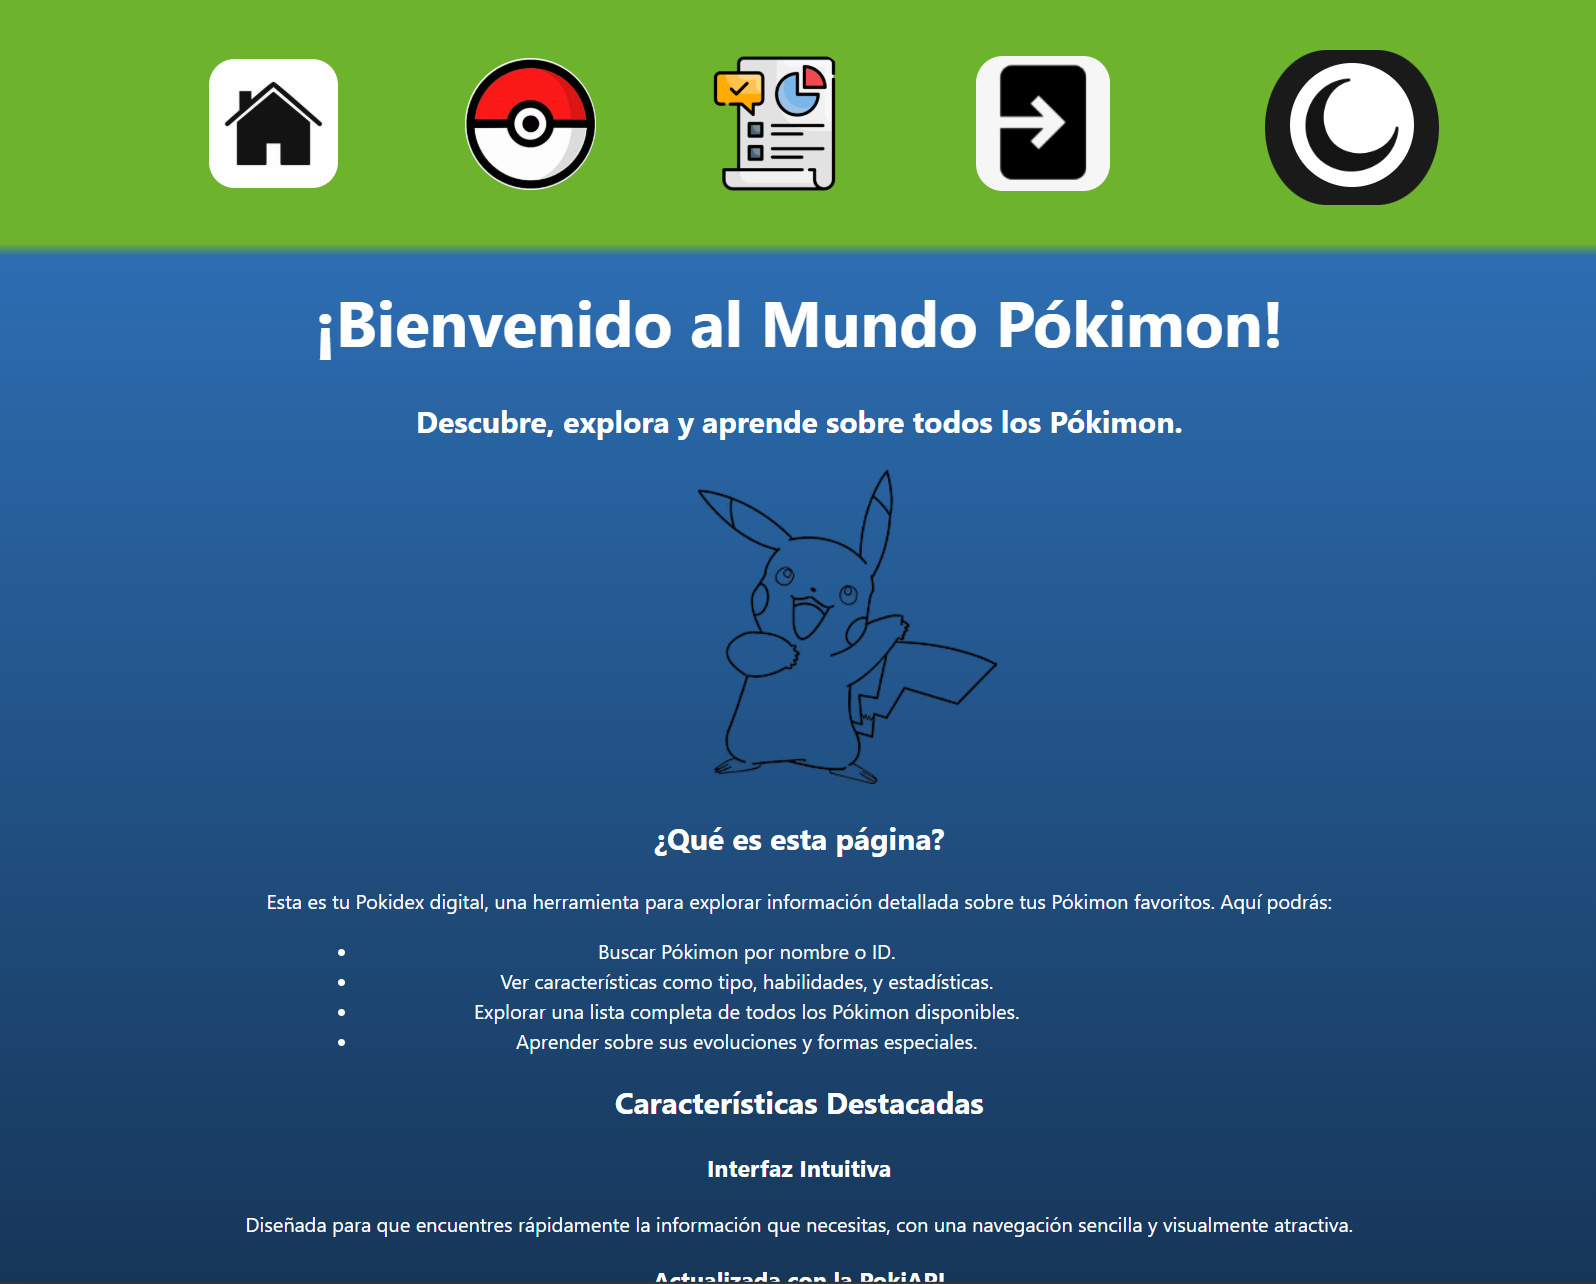 ¡Bienvenido al Mundo Pókimon!
Descubre, explora y aprende sobre todos los Pókimon.
¿Qué es esta página?
Esta es tu Pokidex digital, una herramienta para explorar información detallada sobre tus Pókimon favoritos. Aquí podrás:
• Buscar Pókimon por nombre o ID.
• Ver características como tipo, habilidades, y estadísticas.
• Explorar una lista completa de todos los Pókimon disponibles.
• Aprender sobre sus evoluciones y formas especiales.
Características Destacadas
Interfaz Intuitiva
Diseñada para que encuentres rápidamente la información que necesitas, con una navegación sencilla y visualmente atractiva.
Actualizada con la PokiAPI